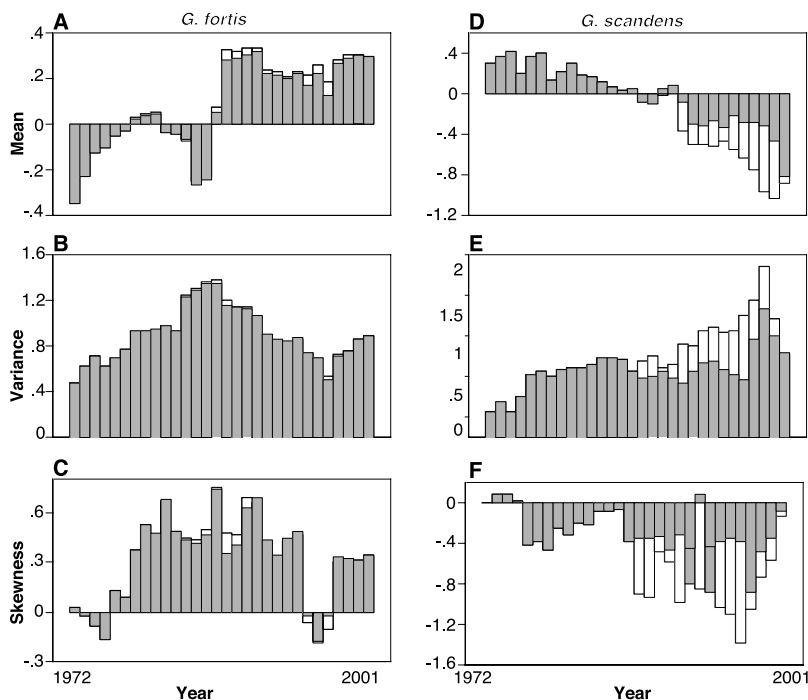 A
G. fortis
.4
.2
0
-.2
-.4
Mean
D
G. scandens
.4
0
-.4
-.8
-1.2
B
1.6
1.2
.8
.4
0
Variance
E
2
1.5
1
.5
0
C
.6
.3
0
-.3
Skewness
1972
2001
Year
F
0
-.4
-.8
-1.2
-1.6
1972
2001
Year